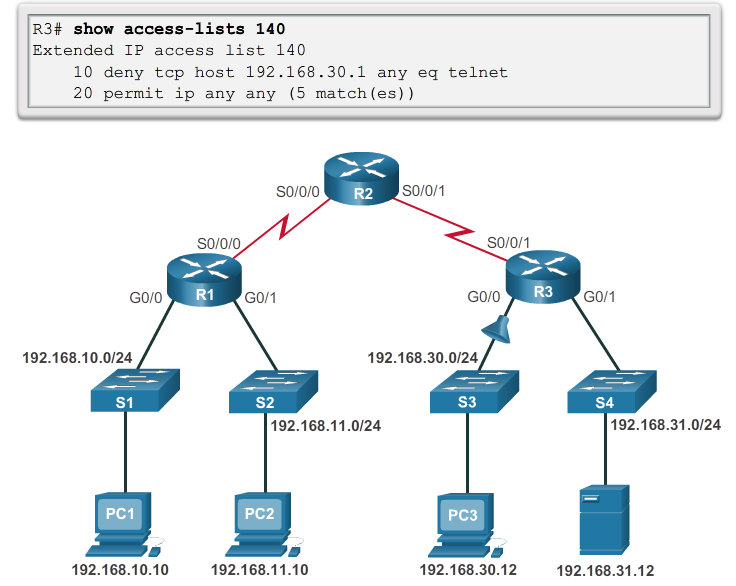 R3# show access-lists 140
Extended IP access list 140
10 deny tcp host 192.168.30.1 any eq telnet
20 permit ip any any (5 match(es))
S0/0/0
R2
S0/0/1
S0/0/0
S0/0/1
G0/0
R1
G0/1
G0/0
R3
G0/1
192.168.10.0/24
192.168.30.0/24
S1
S2
S3
S4
192.168.11.0/24
192.168.31.0/24
PC1
PC2
PC3
192.168.10.10
192.168.11.10
192.168.30.12
192.168.31.12